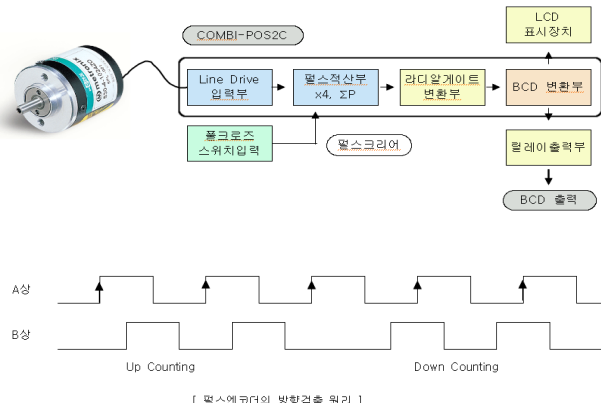 COMBI-POS2C
LCD
표시장치
Line Drive
입력부
펄스적산부
x4, ΣP
라디알게이트
변환부
BCD 변환부
풀크로즈
스위치입력
펄스크리어
릴레이출력부
BCD 출력
A상
B상
Up Counting
Down Counting
[ 펄스엔코더의 방향검출 원리 ]